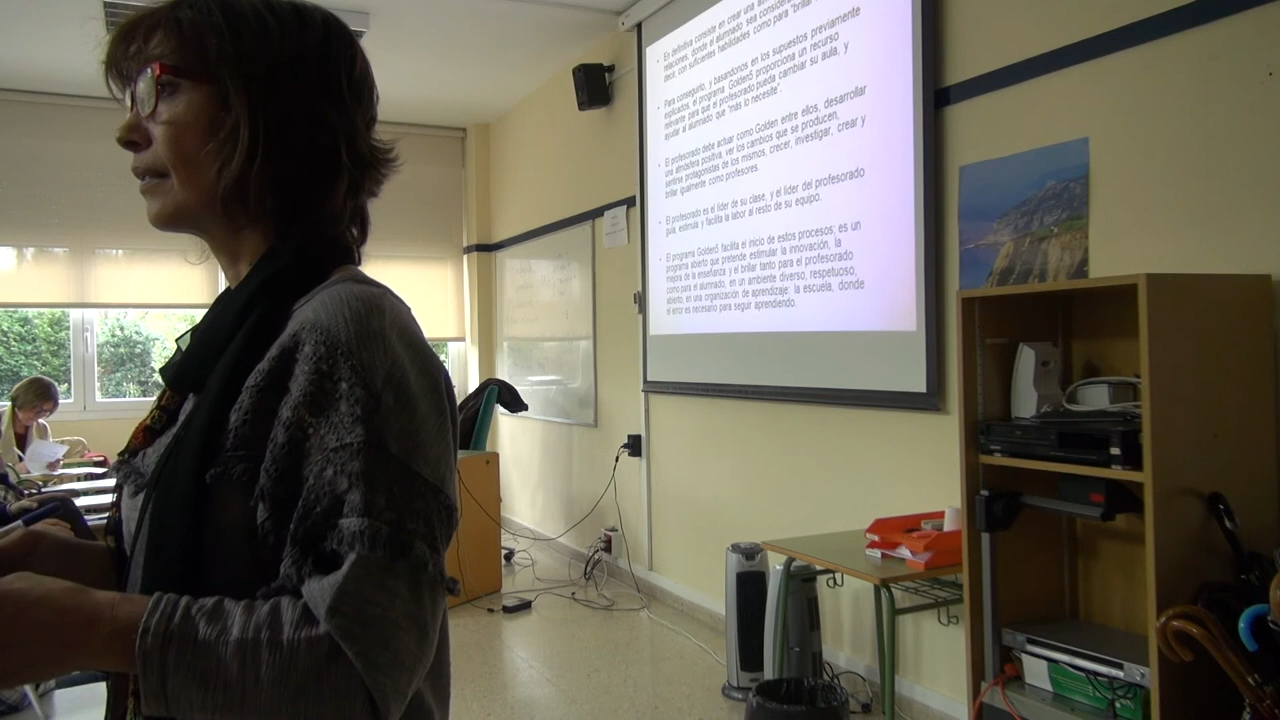 En definitiva consiste en crear una
relaciones, donde el alumnado sea
decir, con suficientes habilidades como para "brillar
Para conseguirlo, y basandonos en los supuestos previamente
explicados, el programa Golden5 proporciona un recurso
relevante para que el profesorado pueda cambiar su aula, y
ayudar al alumnado que "más lo necesite".
El profesorado debe actuar como Golden entre ellos, desarrollar
una atmósfera positiva, ver los cambios que se producen,
sentirse protagonistas de los mismos, crecer, investigar, crear y
brillar igualmente como profesores.
El profesorado es el líder de su clase, y el líder del profesorado
guía, estimula y facilita la labor al resto de su equipo.
El programa Golden5 facilita el inicio de estos procesos; es un
programa abierto que pretende estimular la innovación, la
mejora de la enseñanza y el brillar tanto para el profesorado
como para el alumnado, en un ambiente diverso, respetuoso,
abierto, en una organización de aprendizaje: la escuela, donde
el error es necesario para seguir aprendiendo.